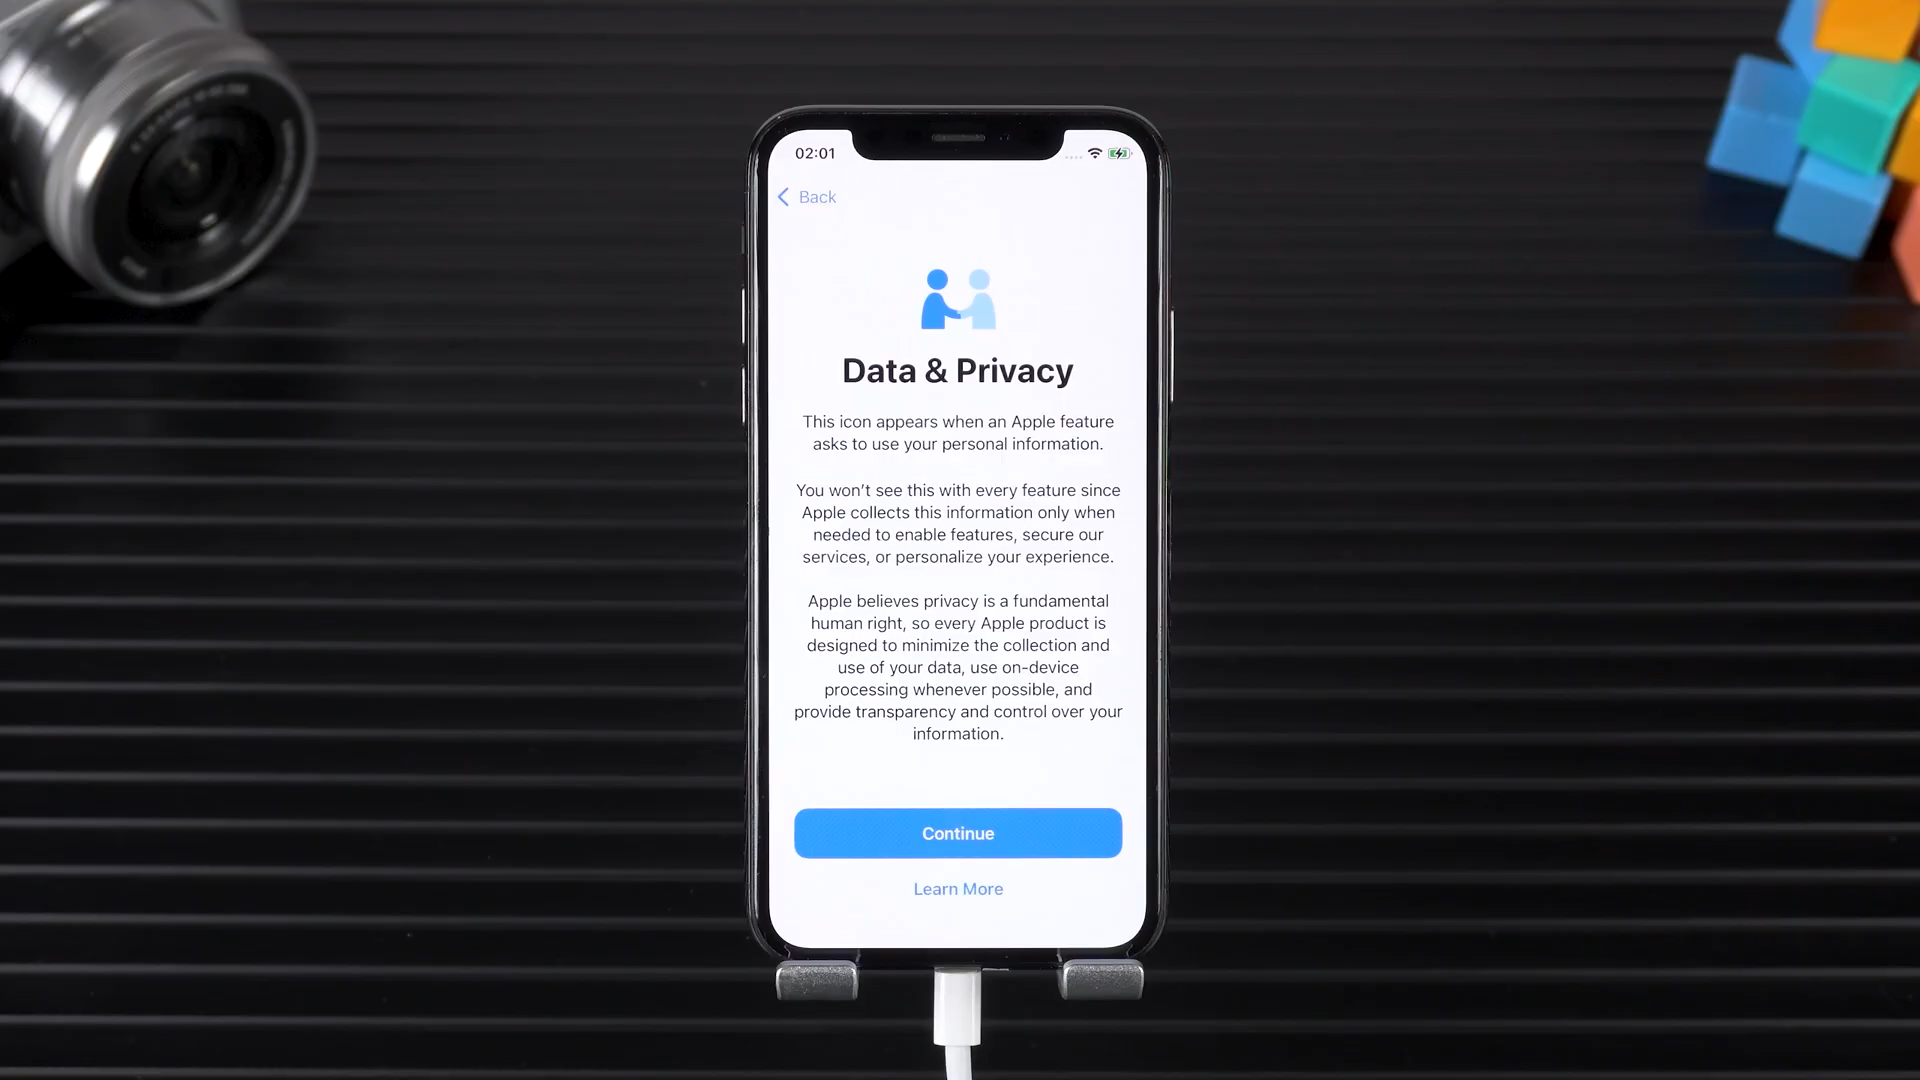 02:01
Back
Data & Privacy
This icon appears when an Apple feature
asks to use your personal information.
You won’t see this with every feature since
Apple collects this information only when
needed to enable features, secure our
services, or personalize your experience.
Apple believes privacy is a fundamental
human right, so every Apple product is
designed to minimize the collection and
use of your data, use on-device
processing whenever possible, and
provide transparency and control over your
information.
Continue
Learn More